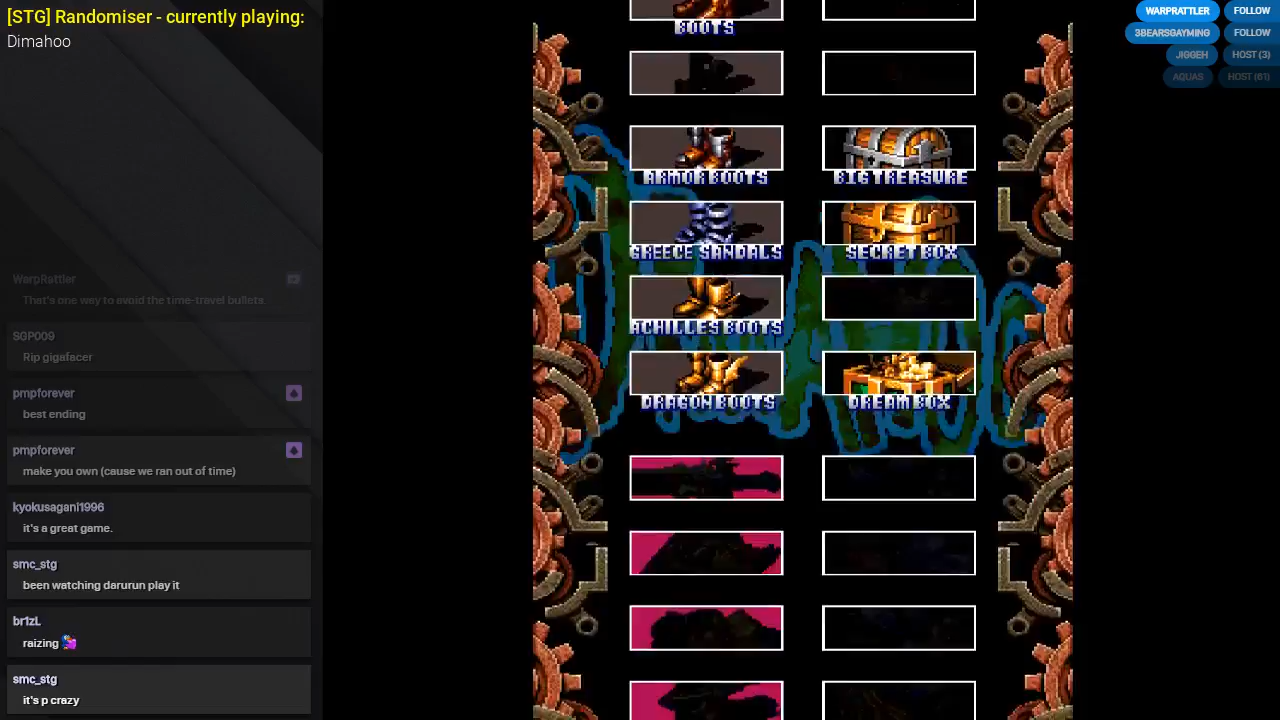 [STG] Randomiser - currently playing:
Dimahoo
WARPRATTLER FOLLOW
3BEARSGAYMING FOLLOW
JIGGEH HOST (3)
AQUAS HOST (61)
WarpRattler
That's one way to avoid the time-travel bullets.
SGP009
Rip gigafacer
pmpforever
best ending
pmpforever
make you own (cause we ran out of time)
kyokusagani1996
it's a great game.
smc_stg
been watching darurun play it
br1zL
raizing
smc_stg
it's p crazy
BOOTS
ARMOR BOOTS BIG TREASURE
GREECE SANDALS SECRET BOX
ACHILLES BOOTS
DRAGON BOOTS DREAM BOX